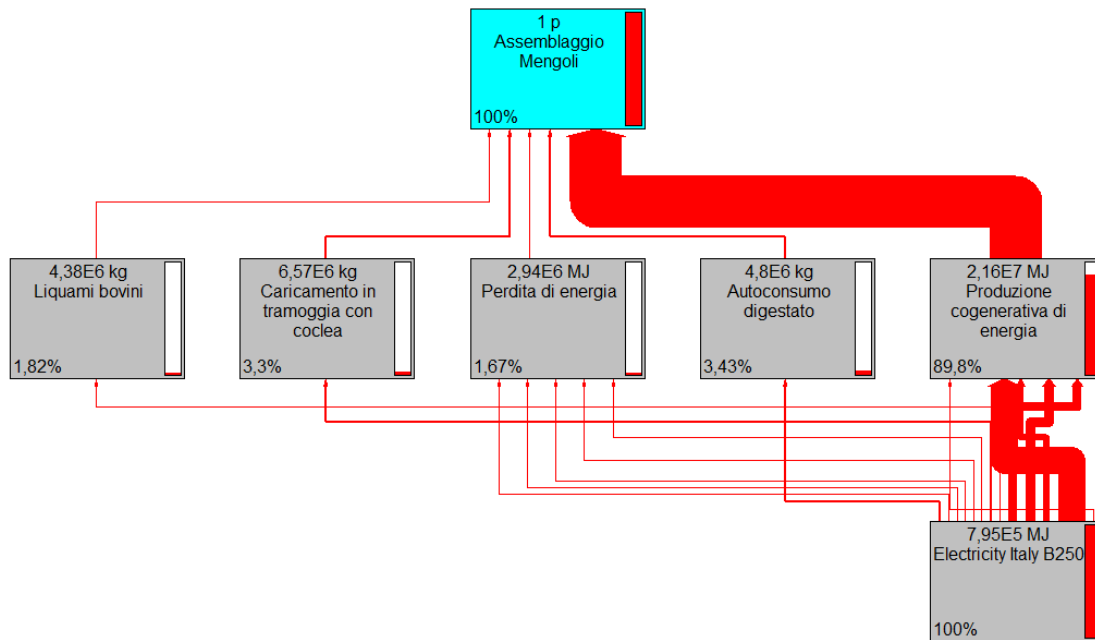 1 p
Assemblaggio
Mengoli
100%
4,38E6 kg
Liquami bovini
1,82%
6,57E6 kg
Caricamento in
tramoggia con
coclea
3,3%
2,94E6 MJ
Perdita di energia
1,67%
4,8E6 kg
Autoconsumo
digestato
3,43%
2,16E7 MJ
Produzione
cogenerativa di
energia
89,8%
7,95E5 MJ
Electricity Italy B250
100%